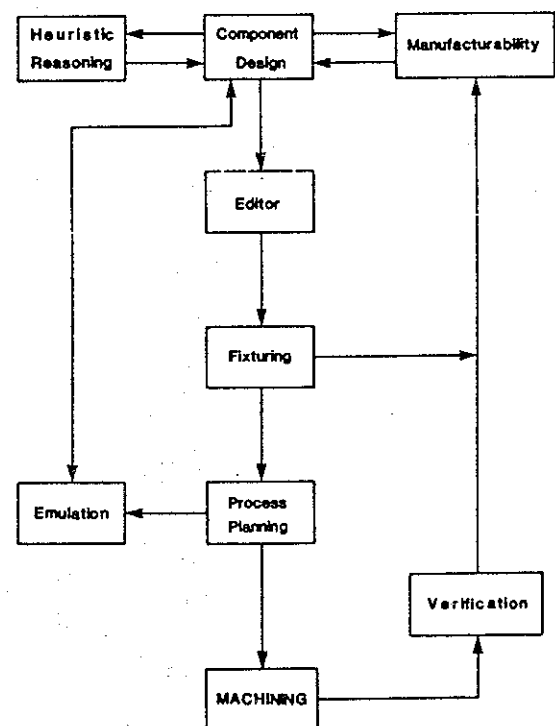 Heuristic
Reasoning
Component
Design
Manufacturability
Editor
Fixturing
Emulation
Process
Planning
Verification
MACHINING